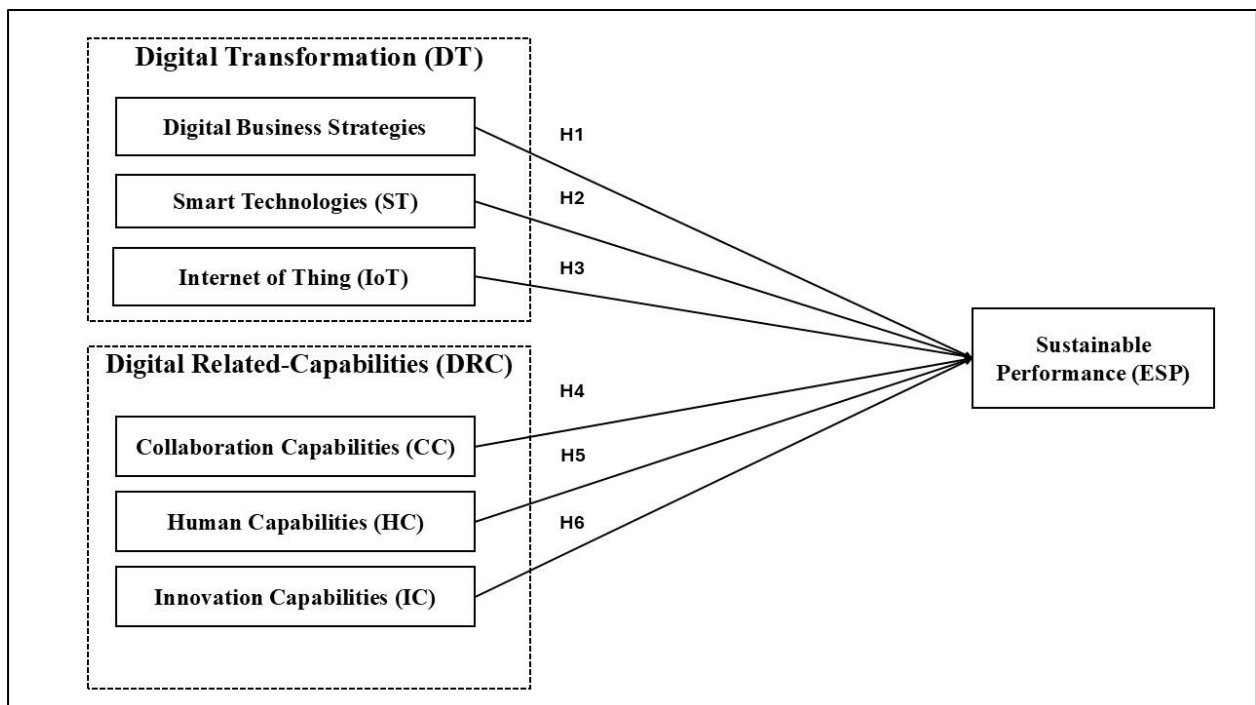 Digital Transformation (DT)
Digital Business Strategies
H1
Smart Technologies (ST)
H2
Internet of Thing (IoT)
H3
Digital Related-Capabilities (DRC)
Collaboration Capabilities (CC)
H4
Human Capabilities (HC)
H5
Innovation Capabilities (IC)
H6
Sustainable
Performance (ESP)